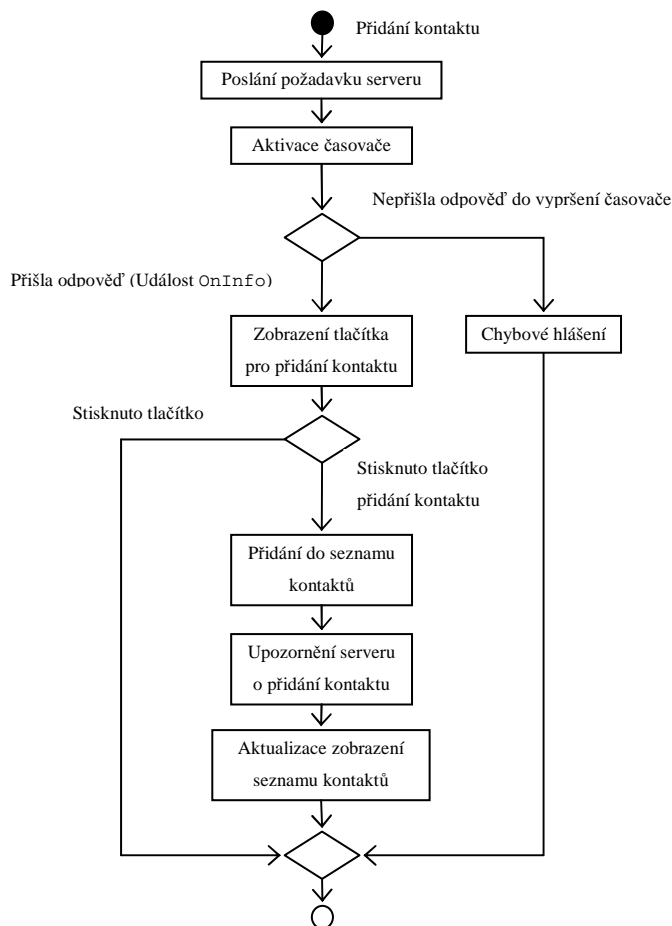 Přidání kontaktu
Poslání požadavku serveru
Aktivace časovače
Nepřišla odpověď do vypršení časovače
Přišla odpověď (Událost OnInfo)
Zobrazení tlačítka
pro přidání kontaktu
Chybové hlášení
Stisknuto tlačítko
Stisknuto tlačítko
přidání kontaktu
Přidání do seznamu
kontaktů
Upozornění serveru
o přidání kontaktu
Aktualizace zobrazení
seznamu kontaktů